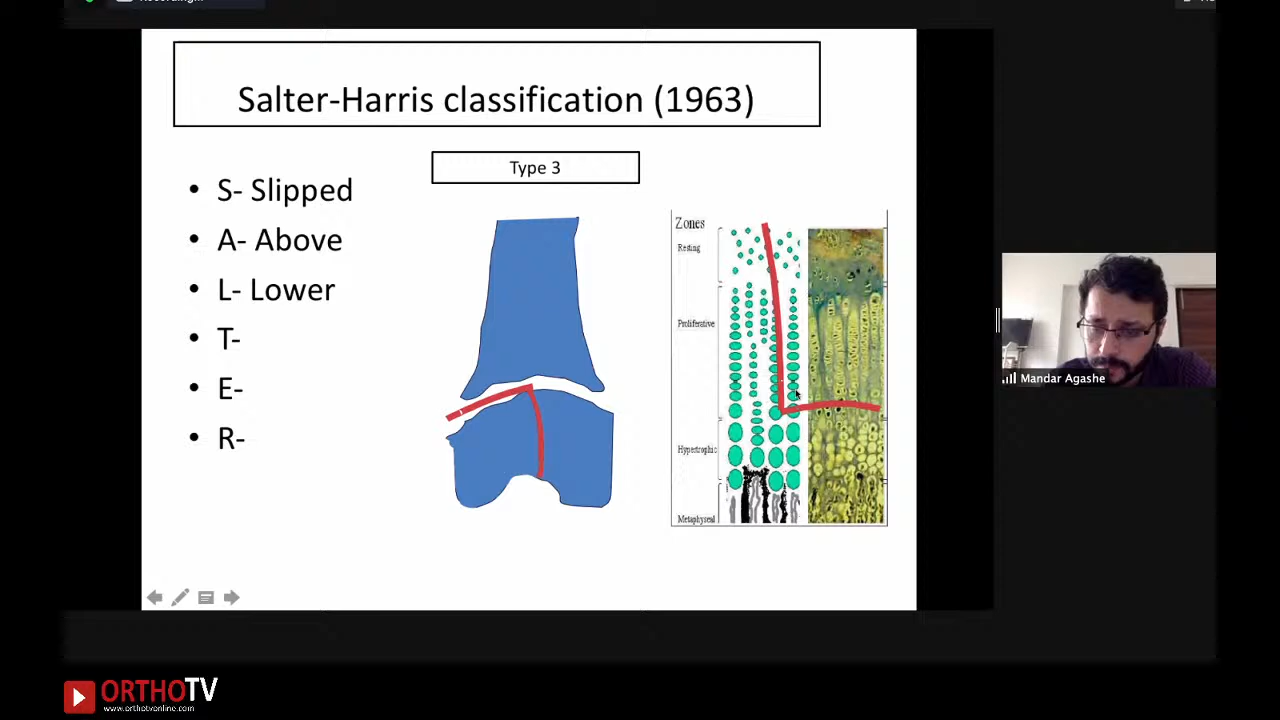 Salter-Harris classification (1963)
Type 3
• S- Slipped
• A- Above
• L- Lower
• T-
• E-
• R-
Zones
Resting
Proliferative
Hypertrophic
Metaphyseal
Mandar Agashe
ORTHOTV
www.orthotvonline.com